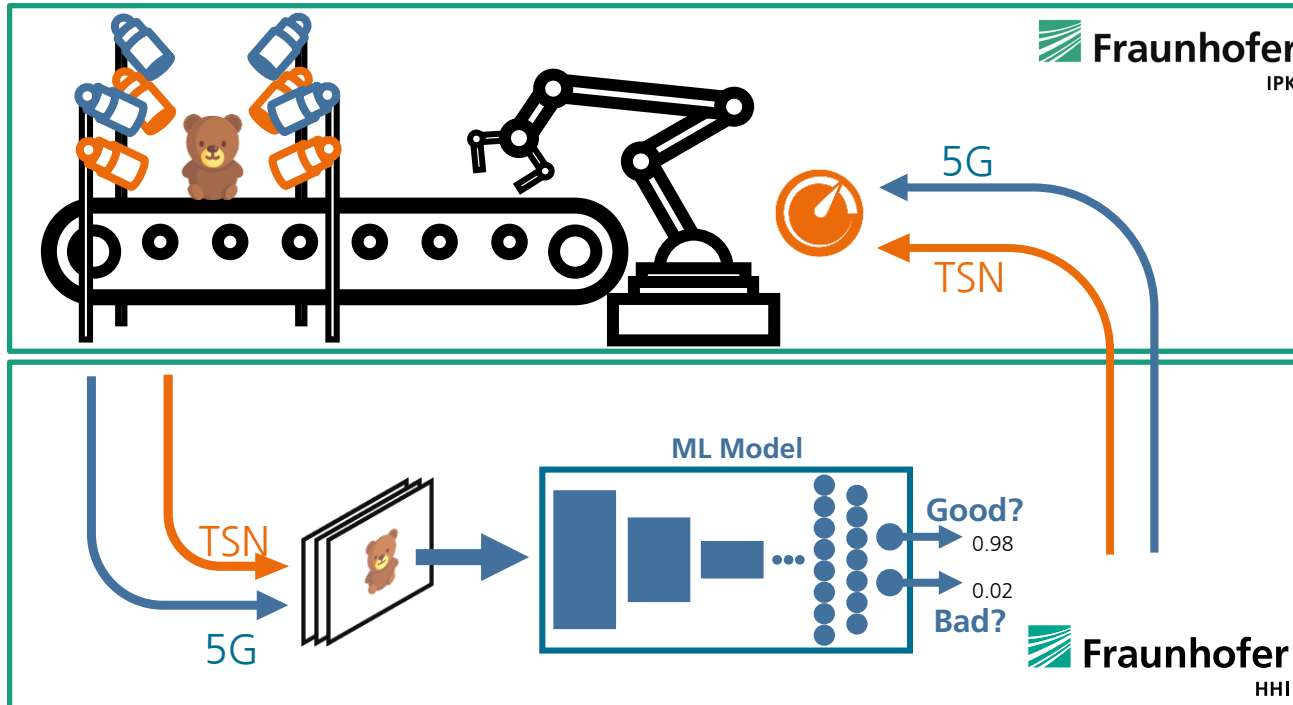 Fraunhofer
IPK
5G
TSN
ML Model
TSN
5G
Good?
0.98
0.02
Bad?
Fraunhofer
HHI